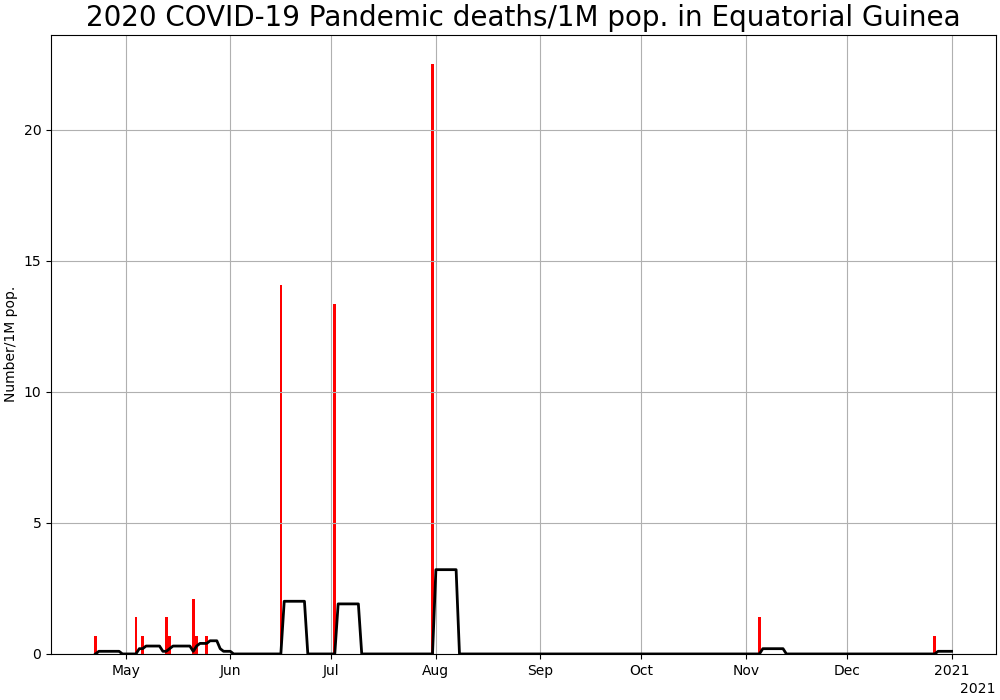 2020 COVID-19 Pandemic deaths/1M pop. in Equatorial Guinea
Number/1M pop.
20
15
10
5
0
May Jun Jul Aug Sep Oct Nov Dec 2021
2021